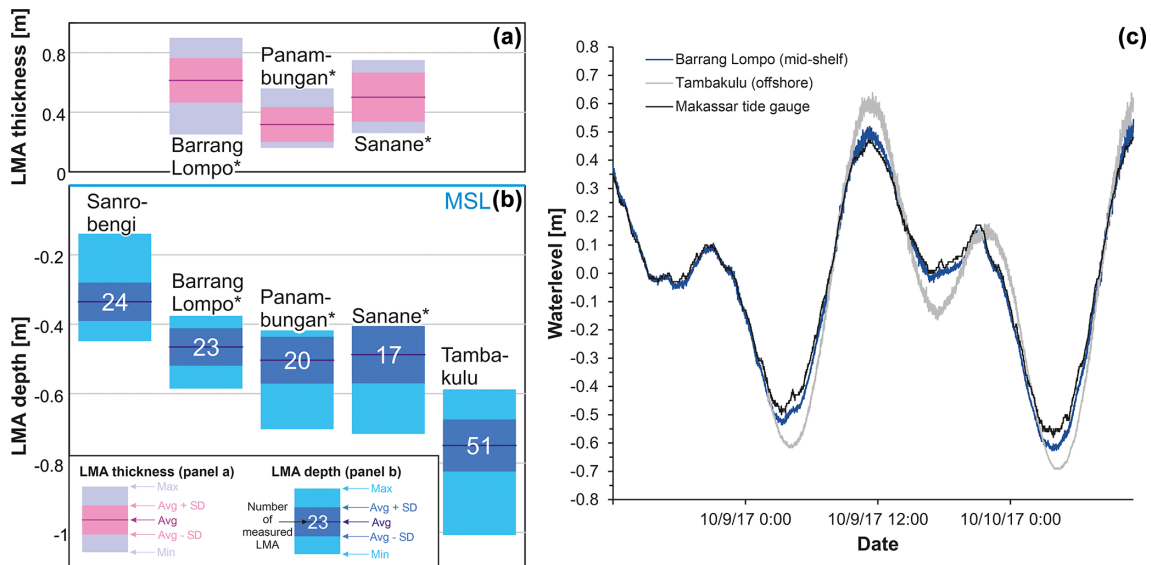 LMA thickness [m]
0.8
0.4
0
(a)
Barrang
Lompo*
Panam-
bungan*
Sanane*
LMA depth [m]
-0.2
-0.4
-0.6
-0.8
-1
MSL
(b)
Sanro-
bengi
24
Barrang
Lompo*
23
Panam-
bungan*
20
Sanane*
17
Tamba-
kulu
51
LMA thickness (panel a)
Max
Avg + SD
Avg
Avg - SD
Min
LMA depth (panel b)
Number
of
measured
LMA
23
Max
Avg + SD
Avg
Avg - SD
Min
(c)
Barrang Lompo (mid-shelf)
Tambakulu (offshore)
Makassar tide gauge
Waterlevel [m]
0.8
0.7
0.6
0.5
0.4
0.3
0.2
0.1
0.0
-0.1
-0.2
-0.3
-0.4
-0.5
-0.6
-0.7
-0.8
10/9/17 0:00
10/9/17 12:00
10/10/17 0:00
Date